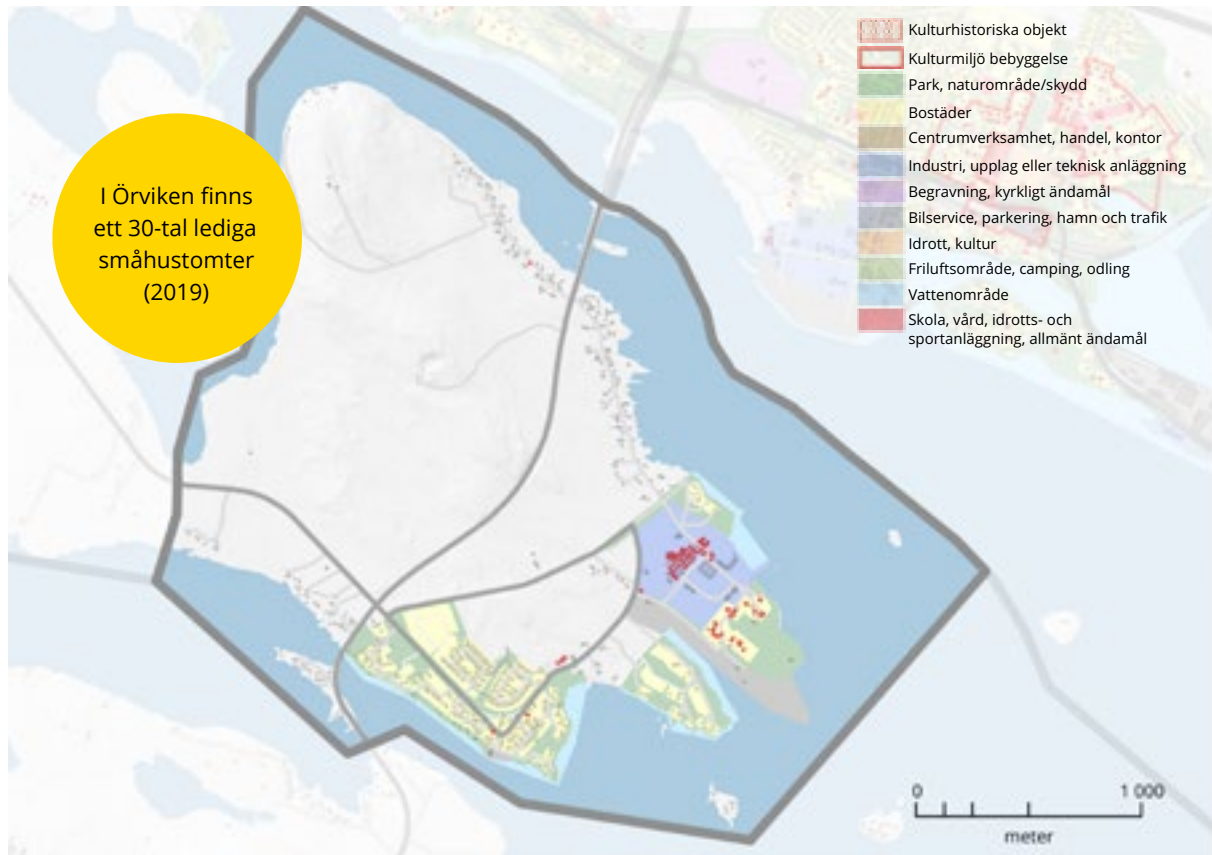 I Örviken finns
ett 30-tal lediga
småhustomter
(2019)
Kulturhistoriska objekt
Kulturmiljö bebyggelse
Park, naturområde/skydd
Bostäder
Centrumverksamhet, handel, kontor
Industri, upplag eller teknisk anläggning
Begravning, kyrkligt ändamål
Bilservice, parkering, hamn och trafik
Idrott, kultur
Friluftsområde, camping, odling
Vattenområde
Skola, vård, idrotts- och
sportanläggning, allmänt ändamål
0 1 000
meter